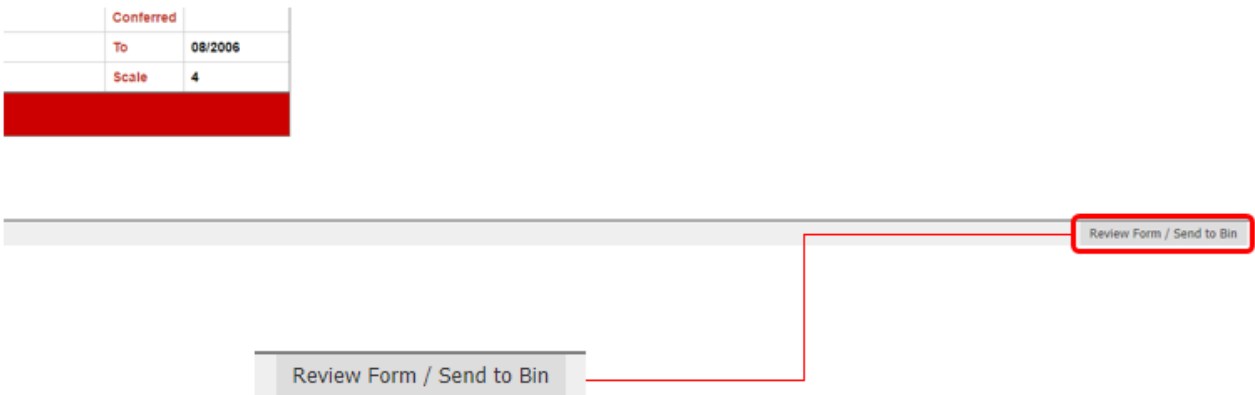 Conferred
To 08/2006
Scale 4
Review Form / Send to Bin
Review Form / Send to Bin